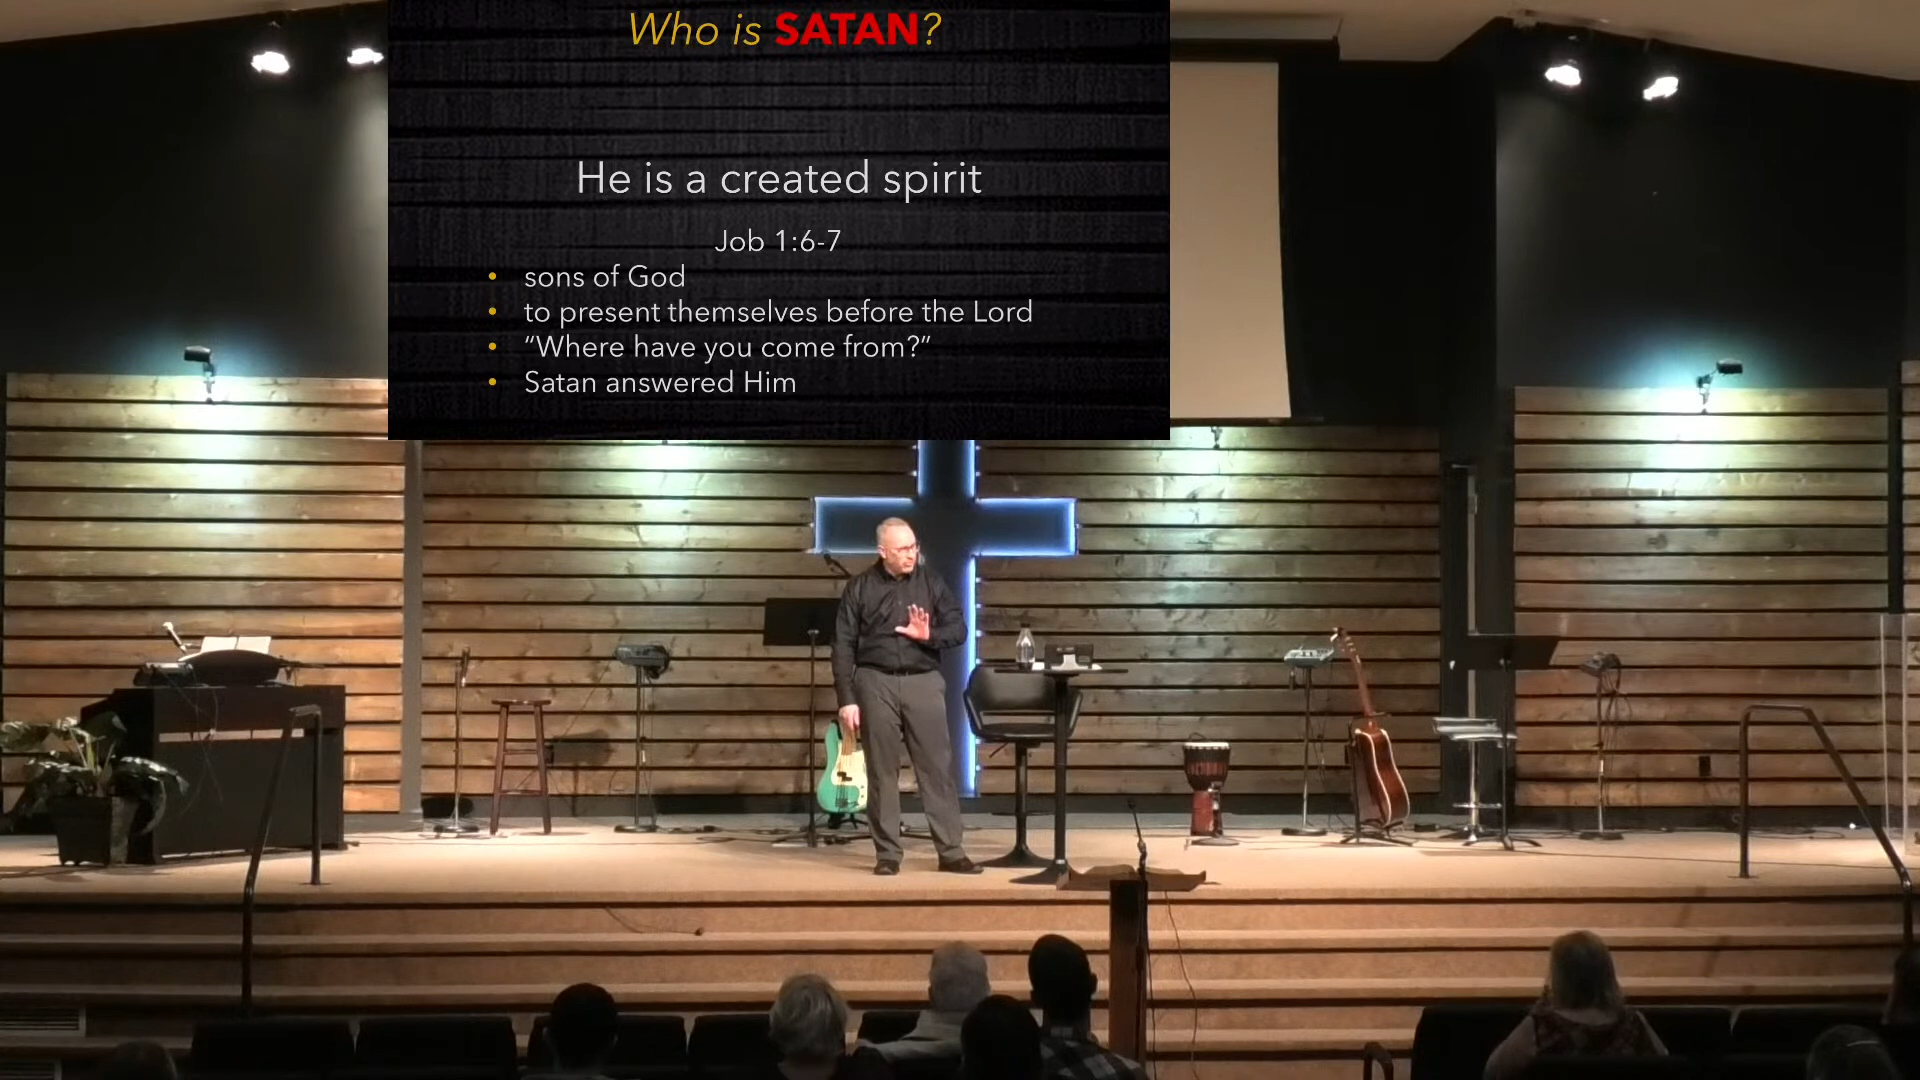 Who is SATAN?
He is a created spirit
Job 1:6-7
• sons of God
• to present themselves before the Lord
• “Where have you come from?”
• Satan answered Him